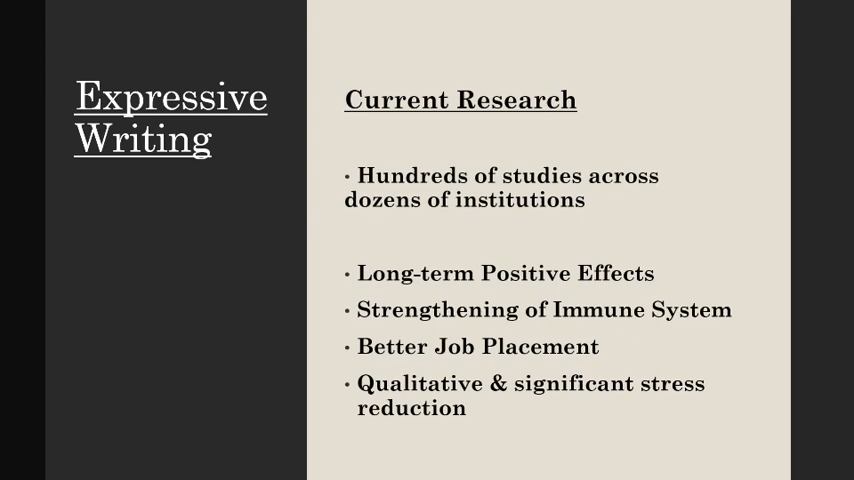 Expressive
Writing
Current Research
• Hundreds of studies across
dozens of institutions
• Long-term Positive Effects
• Strengthening of Immune System
• Better Job Placement
• Qualitative & significant stress
reduction